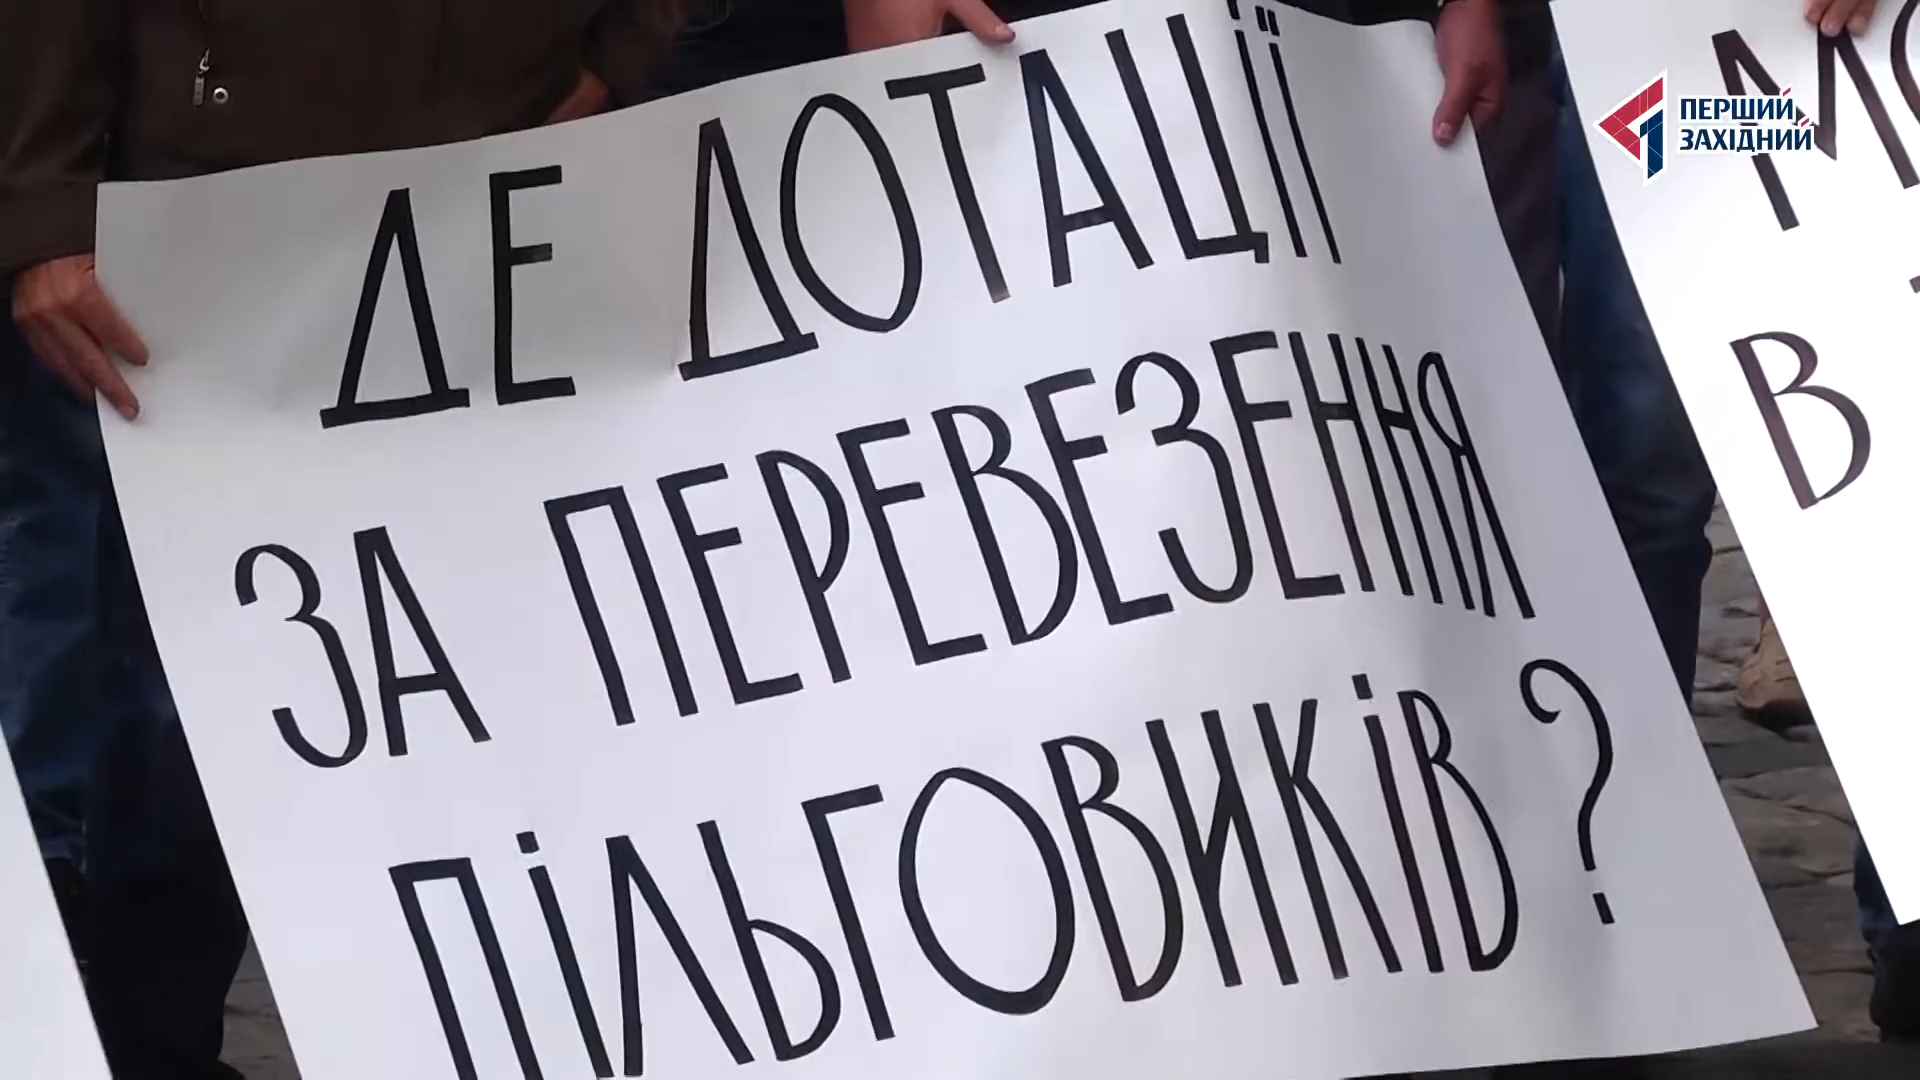 ДЕ ДОТАЦІЇ
ЗА ПЕРЕВЕЗЕННЯ
ПІЛЬГОВИКІВ?
ПЕРШИЙ
ЗАХІДНИЙ
В